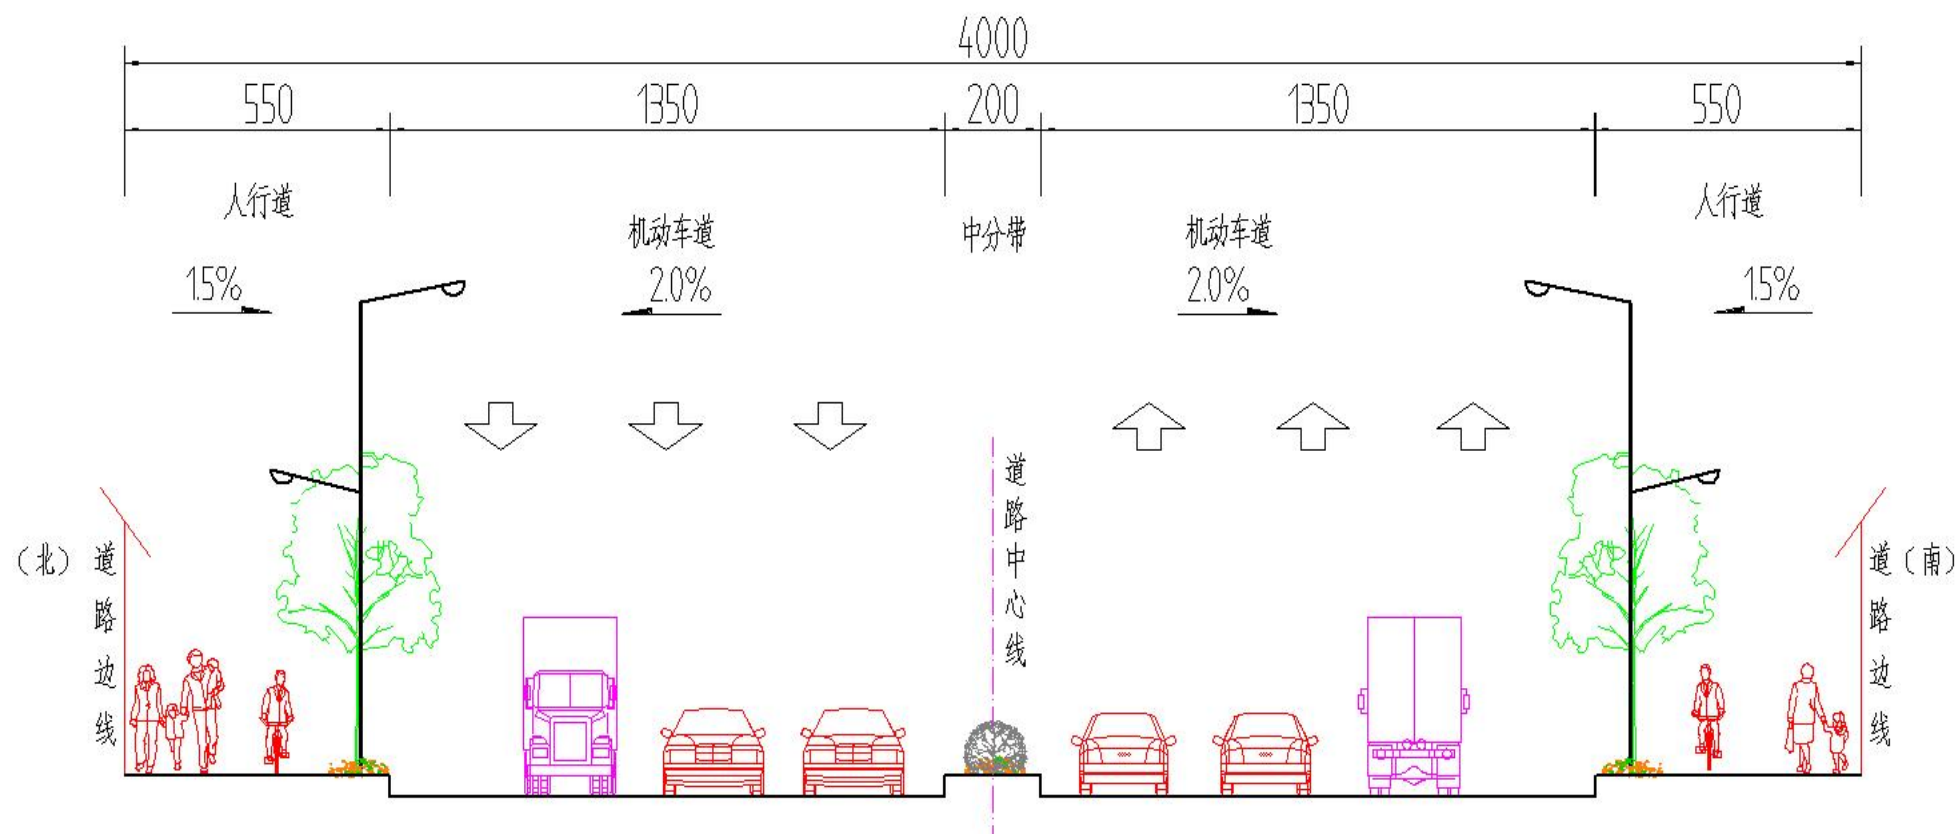 4000
550 1350 200 1350 550
人行道 机动车道 中分带 机动车道 人行道
1.5% 2.0% 2.0% 1.5%
（北）
道路边线
道路中心线
道路边线
（南）